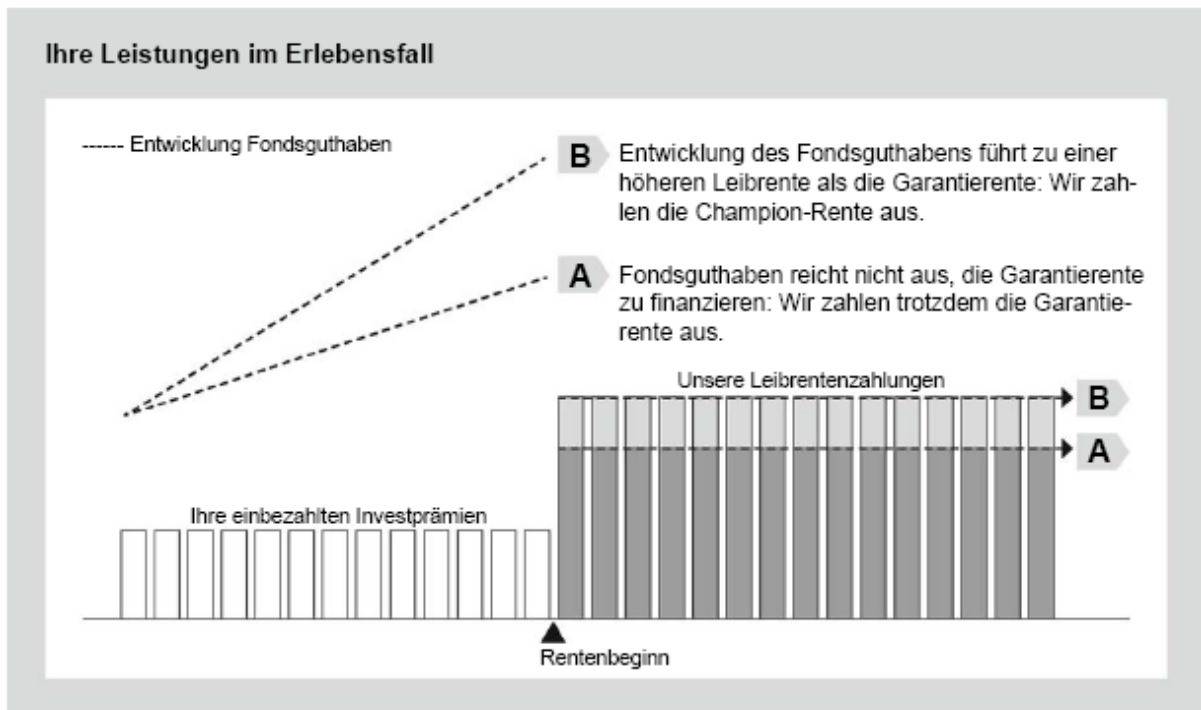 Ihre Leistungen im Erlebensfall
------ Entwicklung Fondsguthaben
B
Entwicklung des Fondsguthabens führt zu einer
höheren Leibrente als die Garantierente: Wir zah-
len die Champion-Rente aus.
A
Fondsguthaben reicht nicht aus, die Garantierente
zu finanzieren: Wir zahlen trotzdem die Garantie-
rente aus.
Unsere Leibrentenzahlungen
B
A
Ihre einbezahlten Investprämien
Rentenbeginn